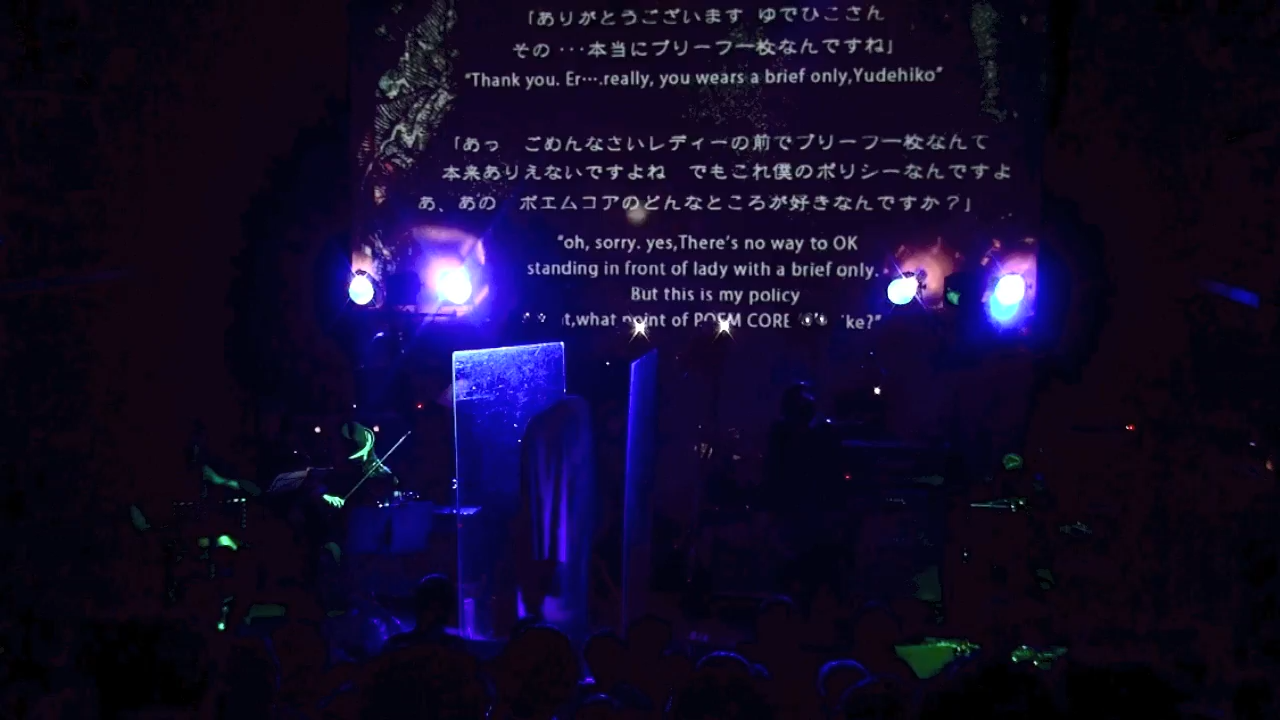 「ありがとうございます ゆでひこさん
その ･･･本当にブリーフ一枚なんですね」
“Thank you. Er….really, you wears a brief only,Yudehiko”
「あっ ごめんなさいレディーの前でブリーフ一枚なんて
本来ありえないですよね でもこれ僕のポリシーなんですよ
あ、あの ポエムコアのどんなところが好きなんですか？」
“oh, sorry. yes,There’s no way to OK
standing in front of lady with a brief only.
But this is my policy
t,what point of POEM CORE ke?”